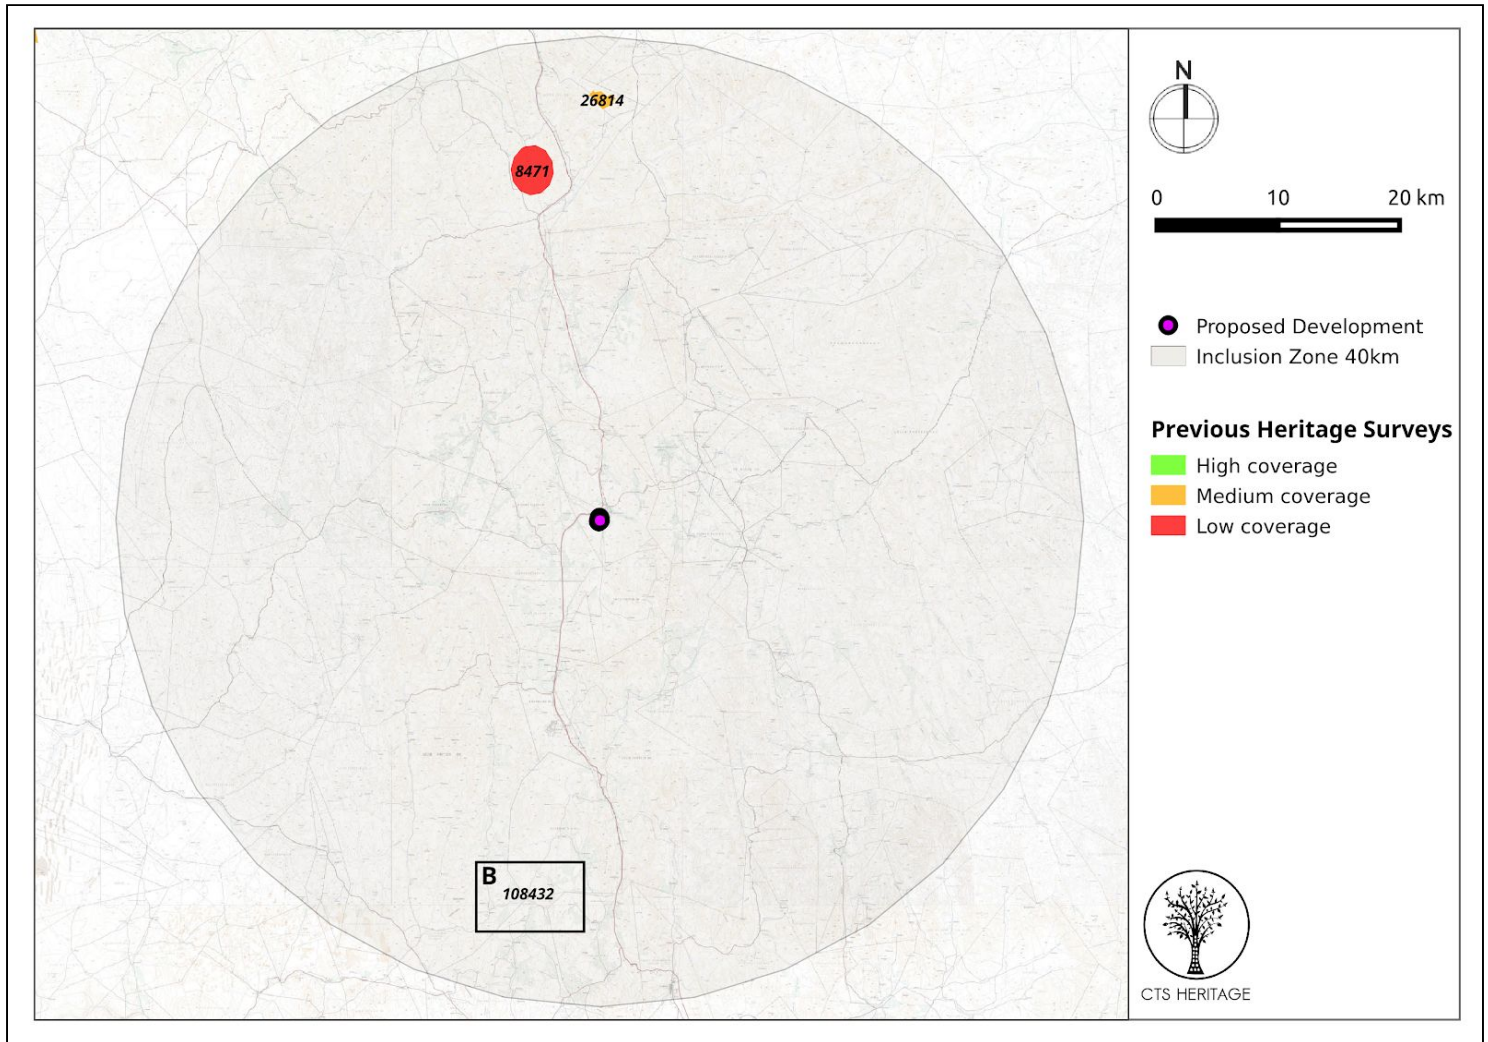 26814
8471
B
108432
N
0 10 20 km
Proposed Development
Inclusion Zone 40km
Previous Heritage Surveys
High coverage
Medium coverage
Low coverage
CTS HERITAGE